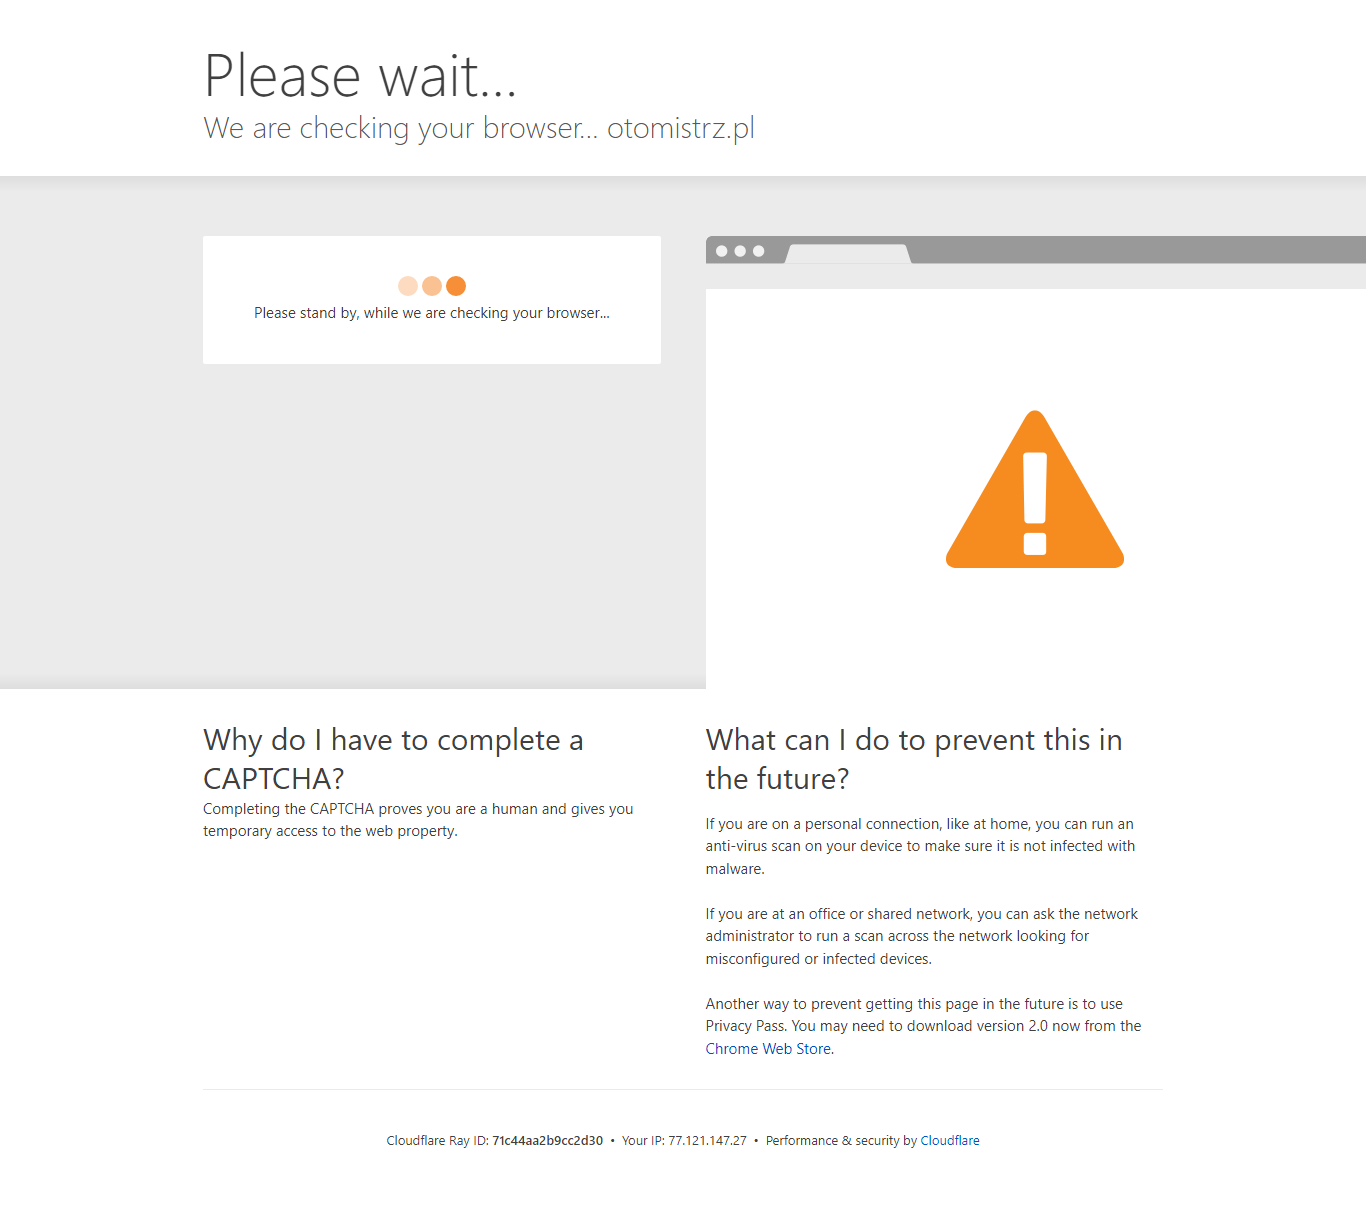 Please wait...
We are checking your browser... otomistrz.pl
Please stand by, while we are checking your browser...
Why do I have to complete a
CAPTCHA?
Completing the CAPTCHA proves you are a human and gives you
temporary access to the web property.
What can I do to prevent this in
the future?
If you are on a personal connection, like at home, you can run an
anti-virus scan on your device to make sure it is not infected with
malware.
If you are at an office or shared network, you can ask the network
administrator to run a scan across the network looking for
misconfigured or infected devices.
Another way to prevent getting this page in the future is to use
Privacy Pass. You may need to download version 2.0 now from the
Chrome Web Store.
Cloudflare Ray ID: 71c44aa2b9cc2d30 • Your IP: 77.121.147.27 • Performance & security by Cloudflare